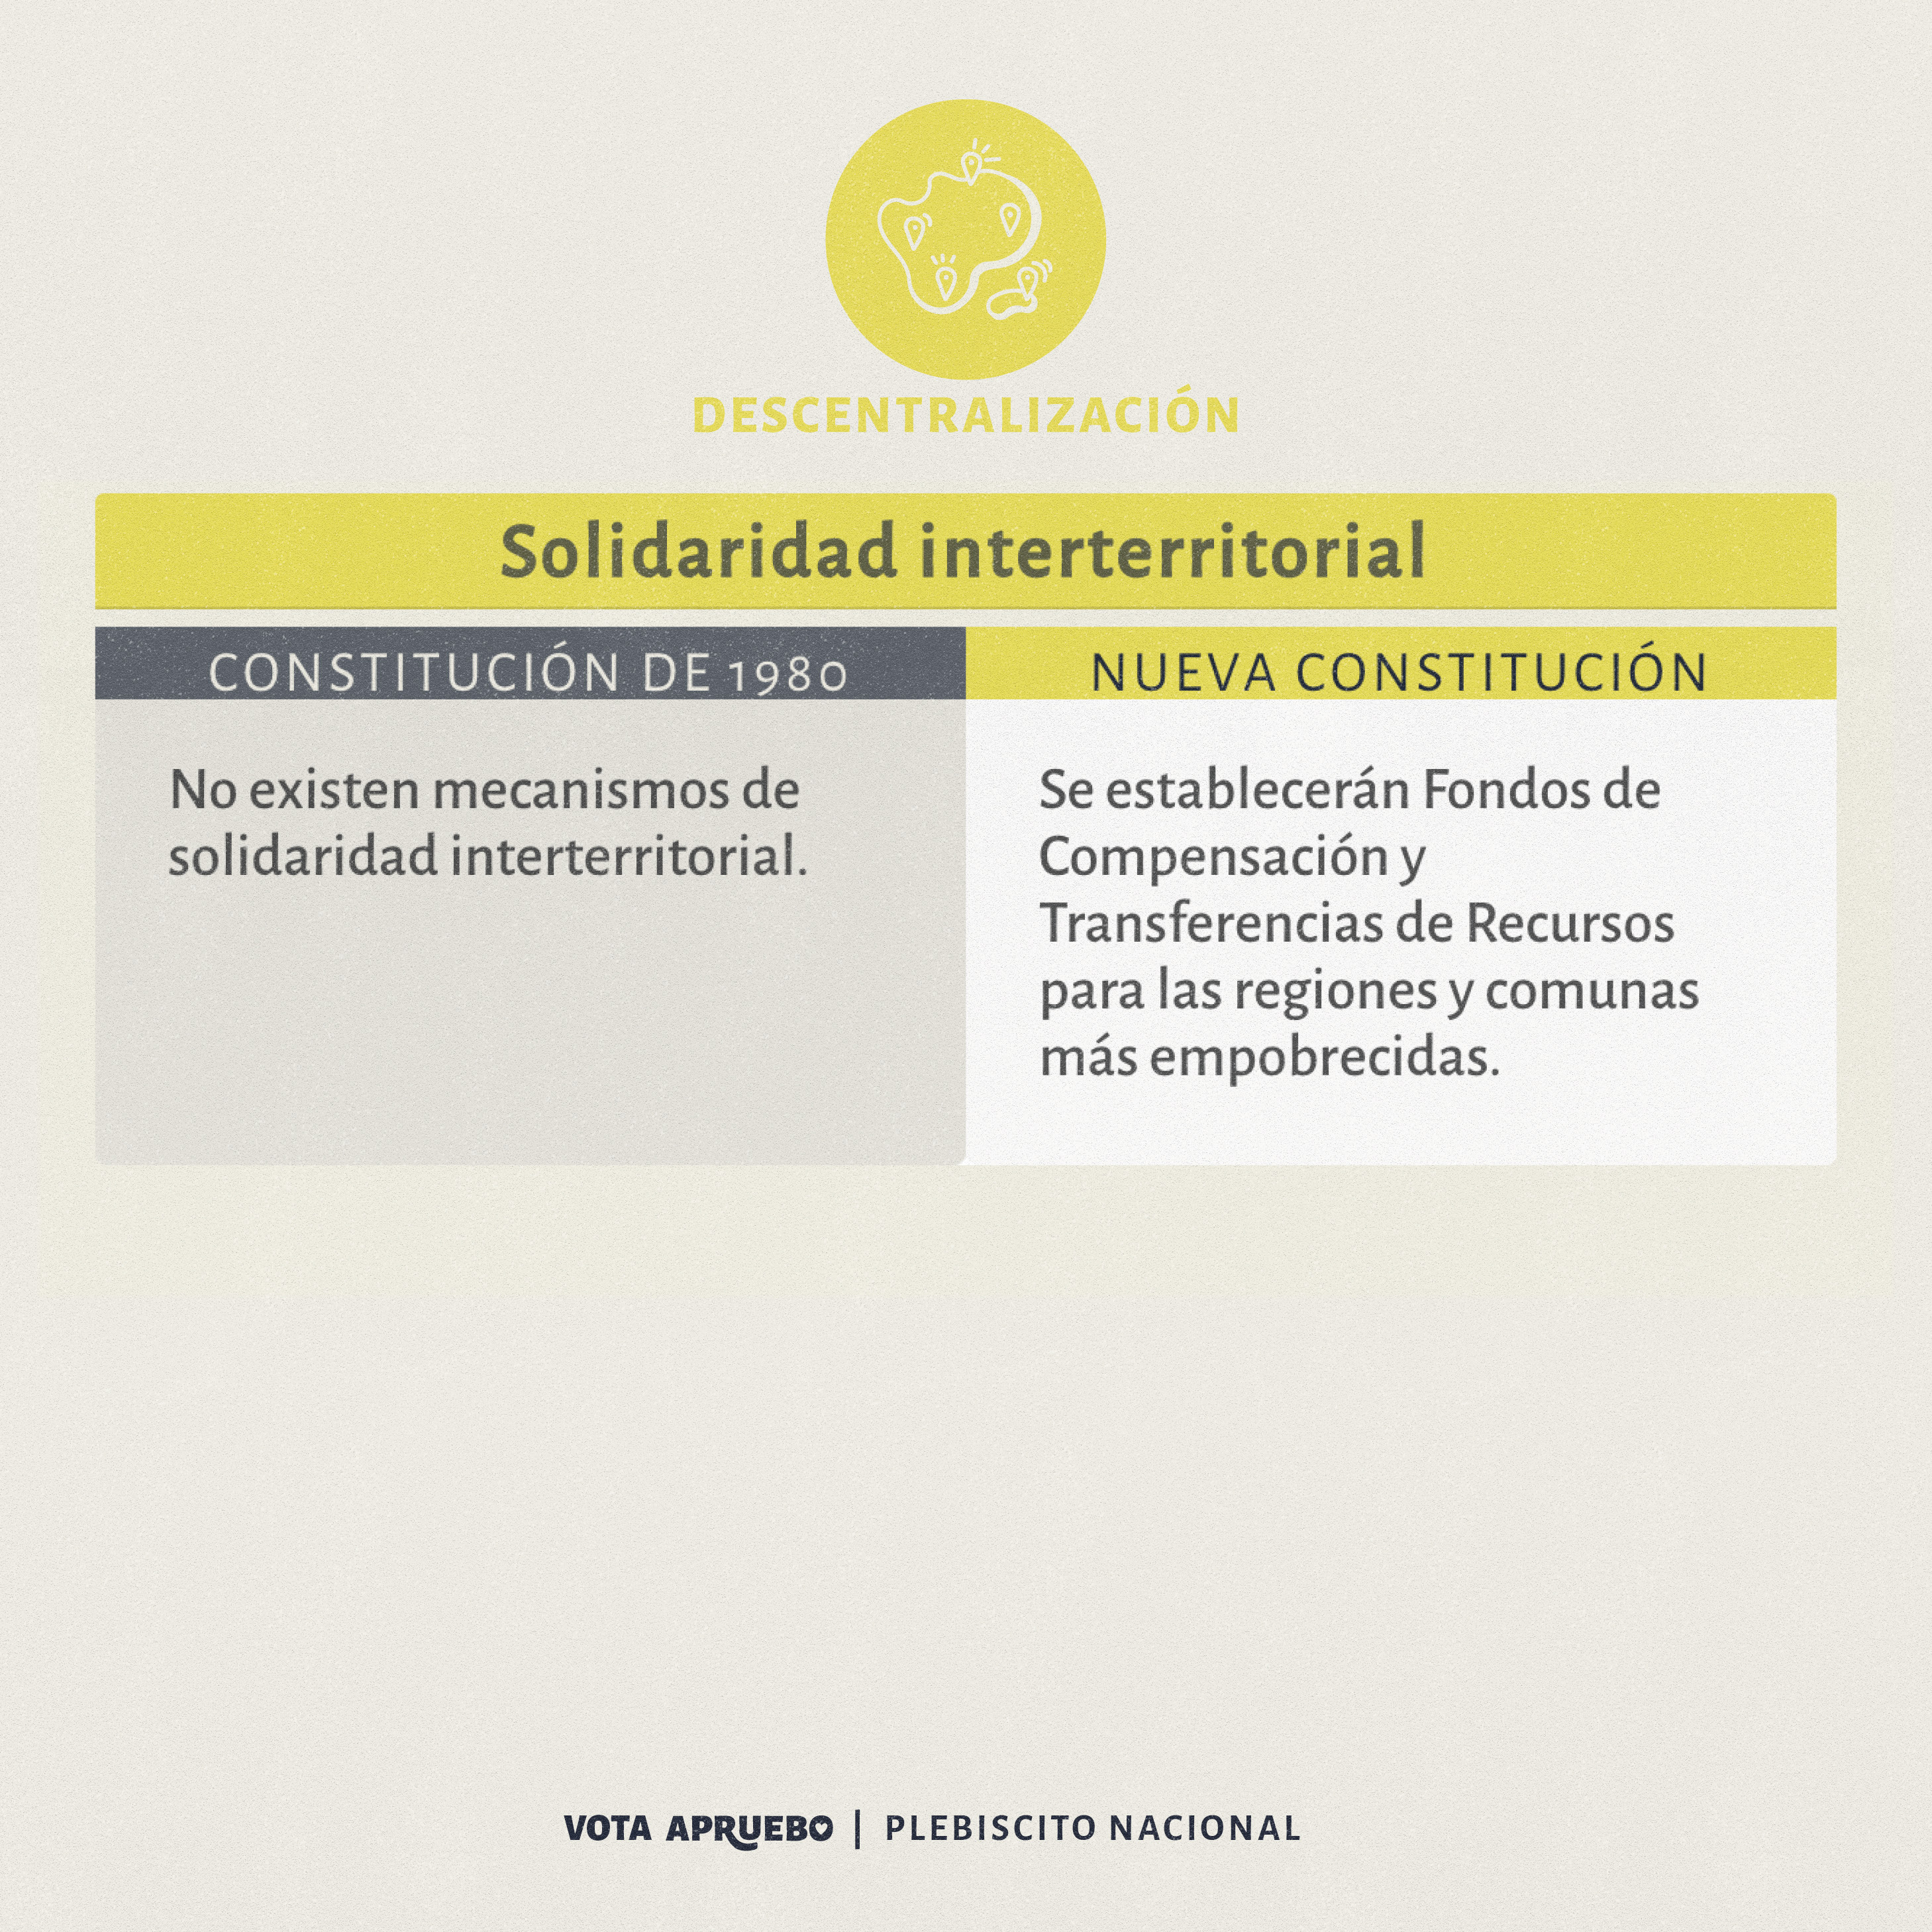 DESCENTRALIZACIÓN
Solidaridad interterritorial
CONSTITUCIÓN DE 1980
No existen mecanismos de
solidaridad interterritorial.
NUEVA CONSTITUCIÓN
Se establecerán Fondos de
Compensación y
Transferencias de Recursos
para las regiones y comunas
más empobrecidas.
VOTA APRUEBO | PLEBISCITO NACIONAL